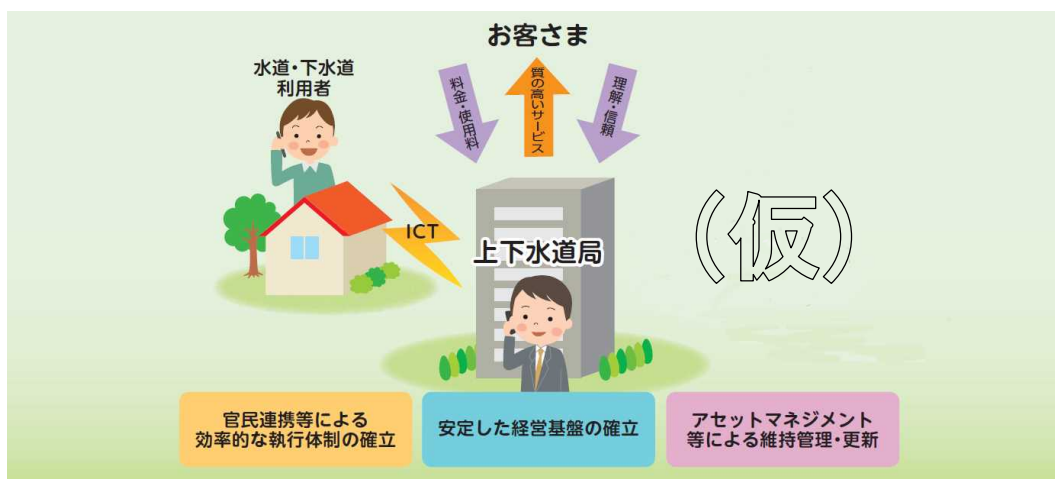 お客さま
水道・下水道
利用者
料金・使用料
質の高いサービス
理解・信頼
ICT
上下水道局
（仮）
官民連携等による
効率的な執行体制の確立
安定した経営基盤の確立
アセットマネジメント
等による維持管理・更新